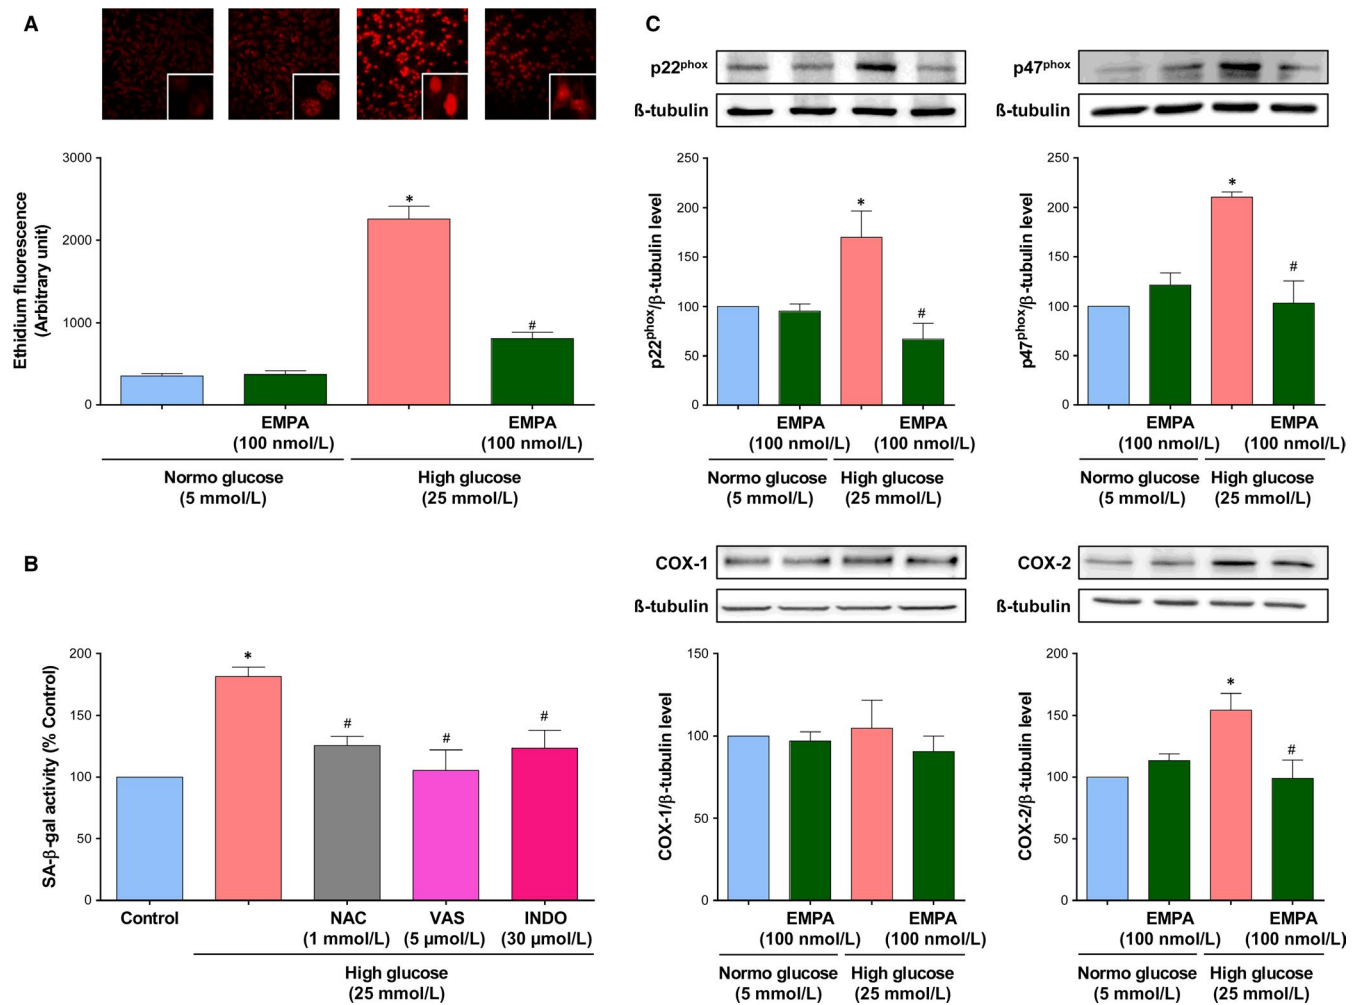 A
3000
2000
1000
0
Ethidium fluorescence
(Arbitrary unit)
*
#
EMPA
(100 nmol/L)
EMPA
(100 nmol/L)
Normo glucose
(5 mmol/L)
High glucose
(25 mmol/L)
B
200
150
100
50
0
SA-β-gal activity (% Control)
*
#
#
#
Control
NAC
(1 mmol/L)
VAS
(5 µmol/L)
INDO
(30 µmol/L)
High glucose
(25 mmol/L)
C
p22phox
ß-tubulin
250
200
150
100
50
0
p22phox/β-tubulin level
*
#
EMPA
(100 nmol/L)
EMPA
(100 nmol/L)
Normo glucose
(5 mmol/L)
High glucose
(25 mmol/L)
p47phox
ß-tubulin
250
200
150
100
50
0
p47phox/β-tubulin level
*
#
EMPA
(100 nmol/L)
EMPA
(100 nmol/L)
Normo glucose
(5 mmol/L)
High glucose
(25 mmol/L)
COX-1
ß-tubulin
150
100
50
0
COX-1/β-tubulin level
EMPA
(100 nmol/L)
EMPA
(100 nmol/L)
Normo glucose
(5 mmol/L)
High glucose
(25 mmol/L)
COX-2
ß-tubulin
200
150
100
50
0
COX-2/β-tubulin level
*
#
EMPA
(100 nmol/L)
EMPA
(100 nmol/L)
Normo glucose
(5 mmol/L)
High glucose
(25 mmol/L)